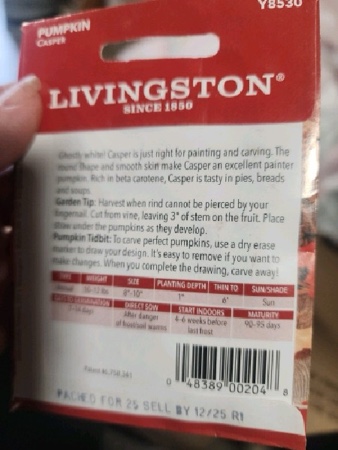 PUMPKIN
CASPER
Y8530
LIVINGSTON®
SINCE 1850
Ghostly white! Casper is just right for painting and carving. The
round shape and smooth skin make Casper an excellent painter
pumpkin. Rich in beta carotene, Casper is tasty in pies, breads
and soups.
Garden Tip: Harvest when rind cannot be pierced by your
fingernail. Cut from vine, leaving 3" of stem on the fruit. Place
straw under the pumpkins as they develop.
Pumpkin Tidbit: To carve perfect pumpkins, use a dry erase
marker to draw your design. It's easy to remove if you want to
make changes. When you complete the drawing, carve away!
TYPE WEIGHT SIZE PLANTING DEPTH THIN TO SUN/SHADE
Annual 8"-10" 1" 6' Sun
DAYS TO GERMINATION DIRECT SOW START INDOORS MATURITY
After danger 4-6 weeks before 90-95 days
of frost/soil warms last frost
0 48389 00204 8
PACKED FOR 25 SELL BY 12/25 R1